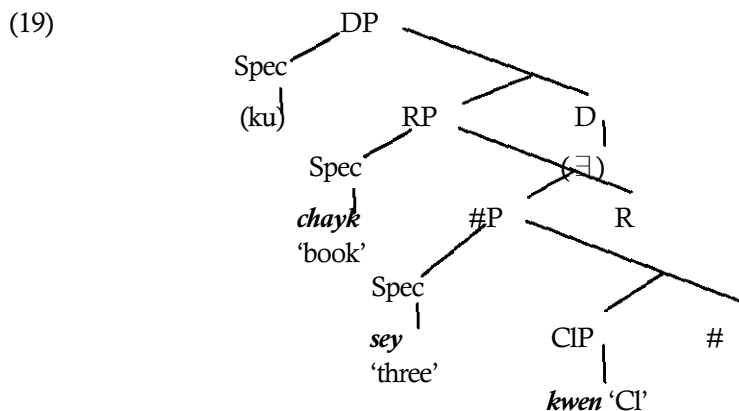 (19) DP
Spec
(ku) RP D
Spec (∃)
chayk #P R
'book'
Spec
sey ClP #
'three'
kwen 'Cl'